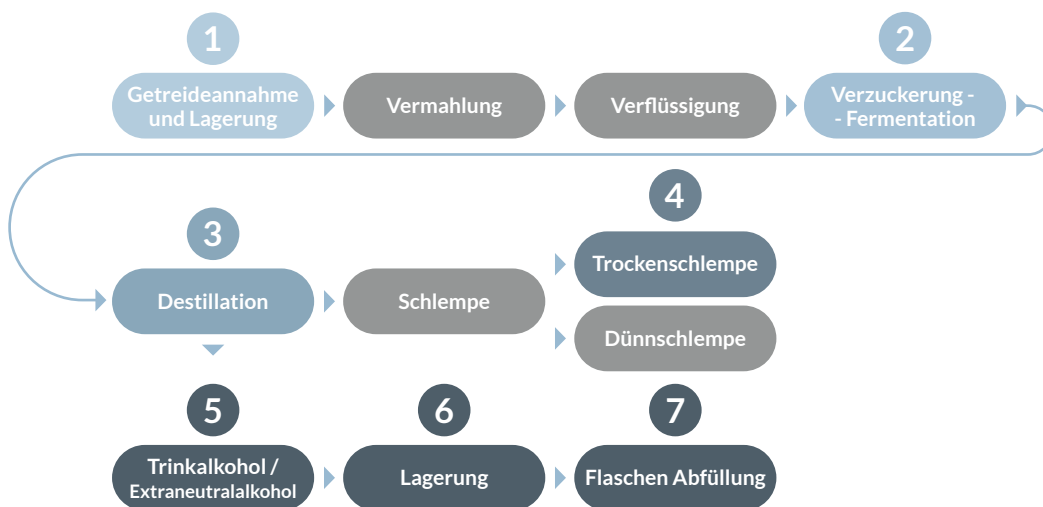 1
2
Getreideannahme
und Lagerung
Vermahlung
Verflüssigung
Verzuckerung -
- Fermentation
3
4
Destillation
Schlempe
Trockenschlempe
Dünnschlempe
5
6
7
Trinkalkohol /
Extraneutralalkohol
Lagerung
Flaschen Abfüllung